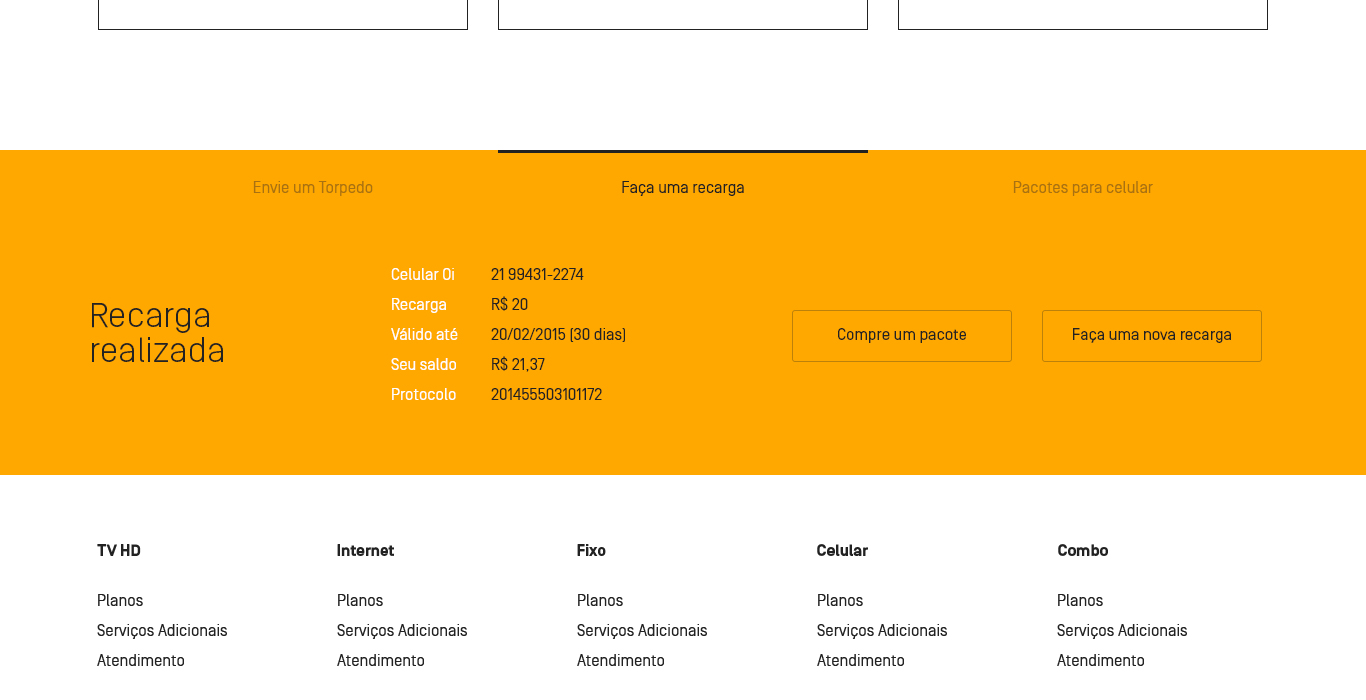 Envie um Torpedo
Faça uma recarga
Pacotes para celular
Recarga
realizada
Celular Oi 21 99431-2274
Recarga R$ 20
Válido até 20/02/2015 (30 dias)
Seu saldo R$ 21,37
Protocolo 201455503101172
Compre um pacote
Faça uma nova recarga
TV HD
Planos
Serviços Adicionais
Atendimento
Internet
Planos
Serviços Adicionais
Atendimento
Fixo
Planos
Serviços Adicionais
Atendimento
Celular
Planos
Serviços Adicionais
Atendimento
Combo
Planos
Serviços Adicionais
Atendimento